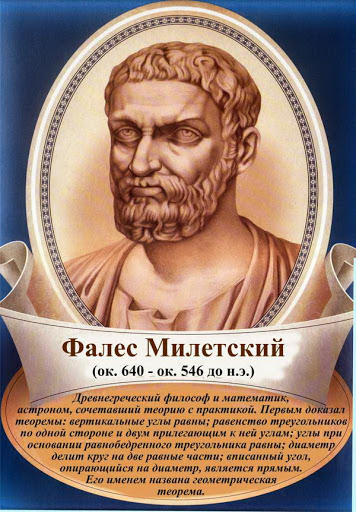 Фалес Милетский
(ок. 640 - ок. 546 до н.э.)
Древнегреческий философ и математик,
астроном, сочетавший теорию с практикой. Первым доказал
теоремы: вертикальные углы равны; равенство треугольников
по одной стороне и двум прилегающим к ней углам; углы при
основании равнобедренного треугольника равны; диаметр
делит круг на две равные части; вписанный угол,
опирающийся на диаметр, является прямым.
Его именем названа геометрическая
теорема.